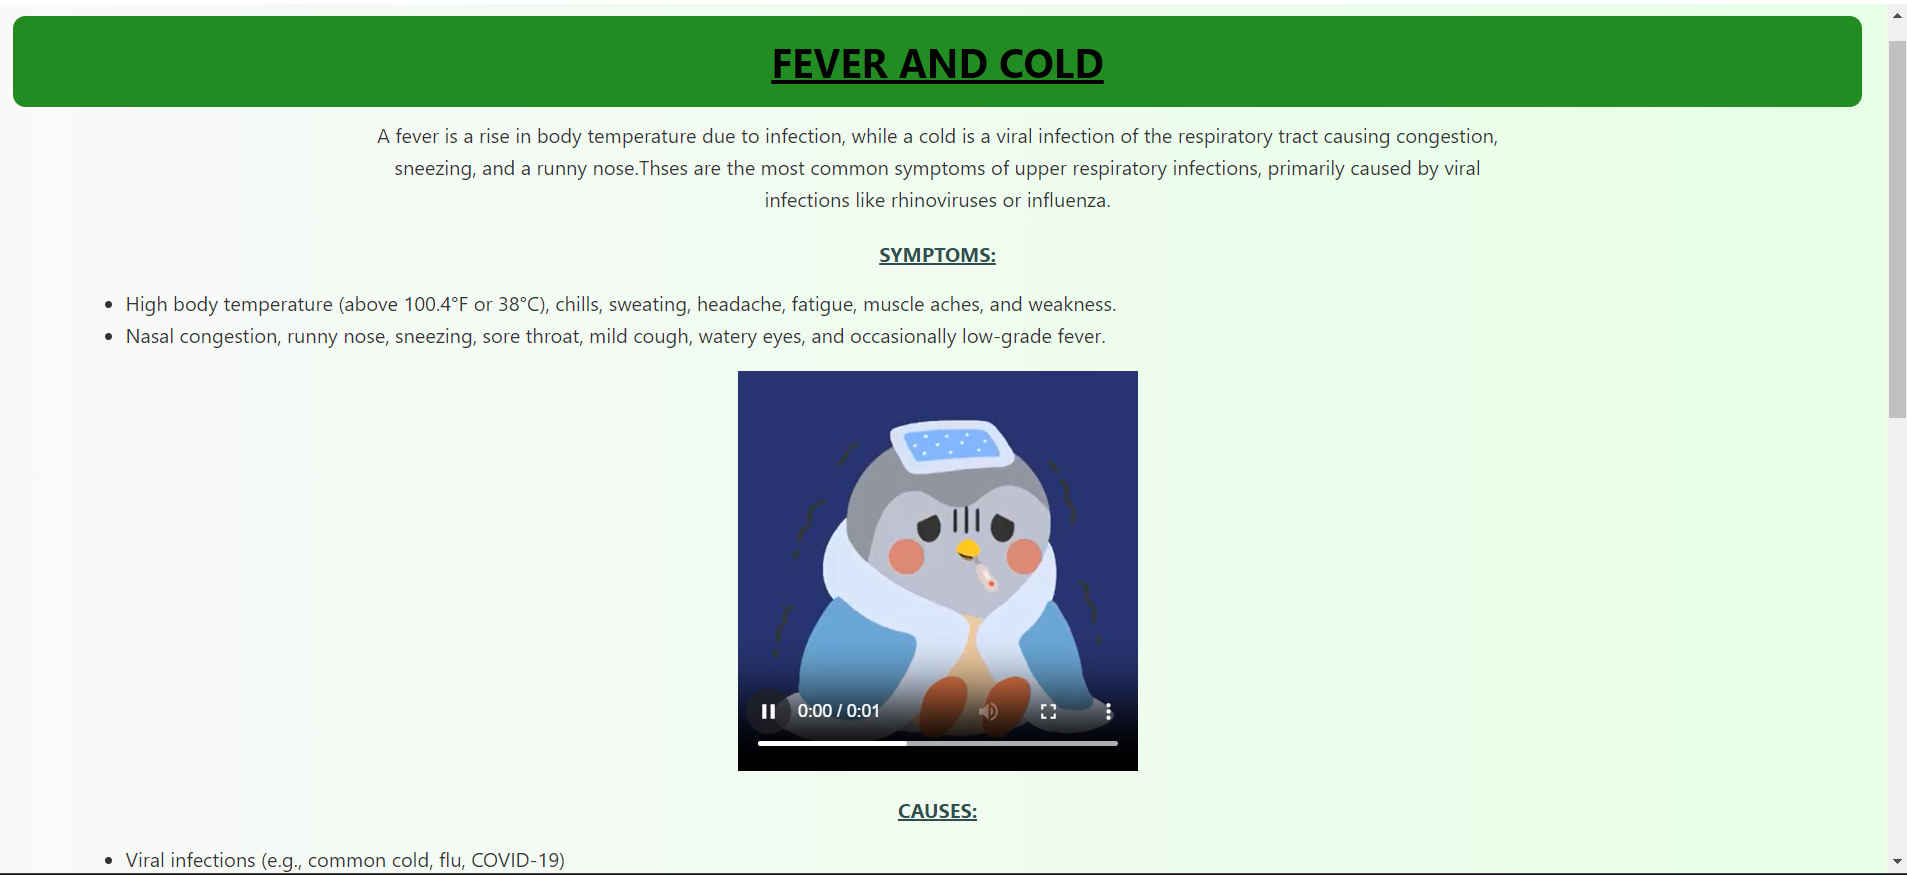 FEVER AND COLD
A fever is a rise in body temperature due to infection, while a cold is a viral infection of the respiratory tract causing congestion,
sneezing, and a runny nose.Thses are the most common symptoms of upper respiratory infections, primarily caused by viral
infections like rhinoviruses or influenza.
SYMPTOMS:
• High body temperature (above 100.4°F or 38°C), chills, sweating, headache, fatigue, muscle aches, and weakness.
• Nasal congestion, runny nose, sneezing, sore throat, mild cough, watery eyes, and occasionally low-grade fever.
0:00 / 0:01
CAUSES:
• Viral infections (e.g., common cold, flu, COVID-19)